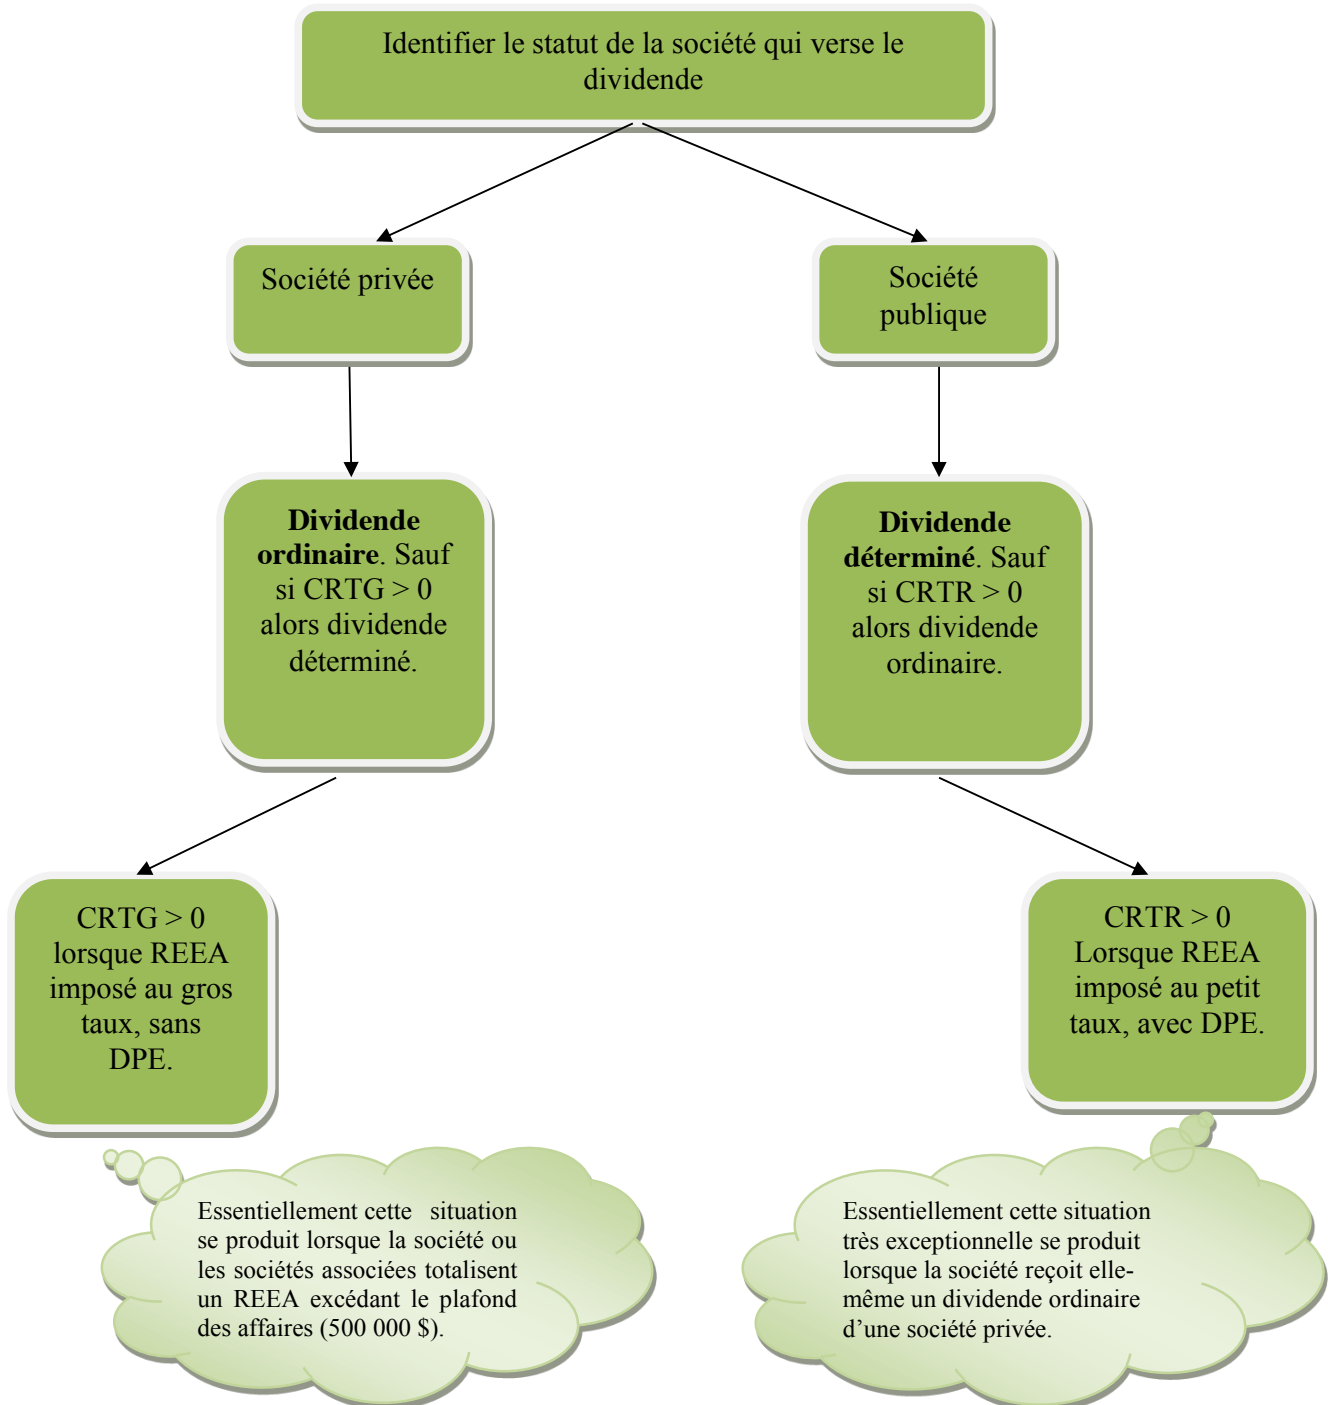 Identifier le statut de la société qui verse le
dividende
Société privée
Société
publique
Dividende
ordinaire. Sauf
si CRTG > 0
alors dividende
déterminé.
Dividende
déterminé. Sauf
si CRTR > 0
alors dividende
ordinaire.
CRTG > 0
lorsque REEA
imposé au gros
taux, sans
DPE.
CRTR > 0
Lorsque REEA
imposé au petit
taux, avec DPE.
Essentiellement cette situation
se produit lorsque la société ou
les sociétés associées totalisent
un REEA excédant le plafond
des affaires (500 000 $).
Essentiellement cette situation
très exceptionnelle se produit
lorsque la société reçoit elle-
même un dividende ordinaire
d’une société privée.